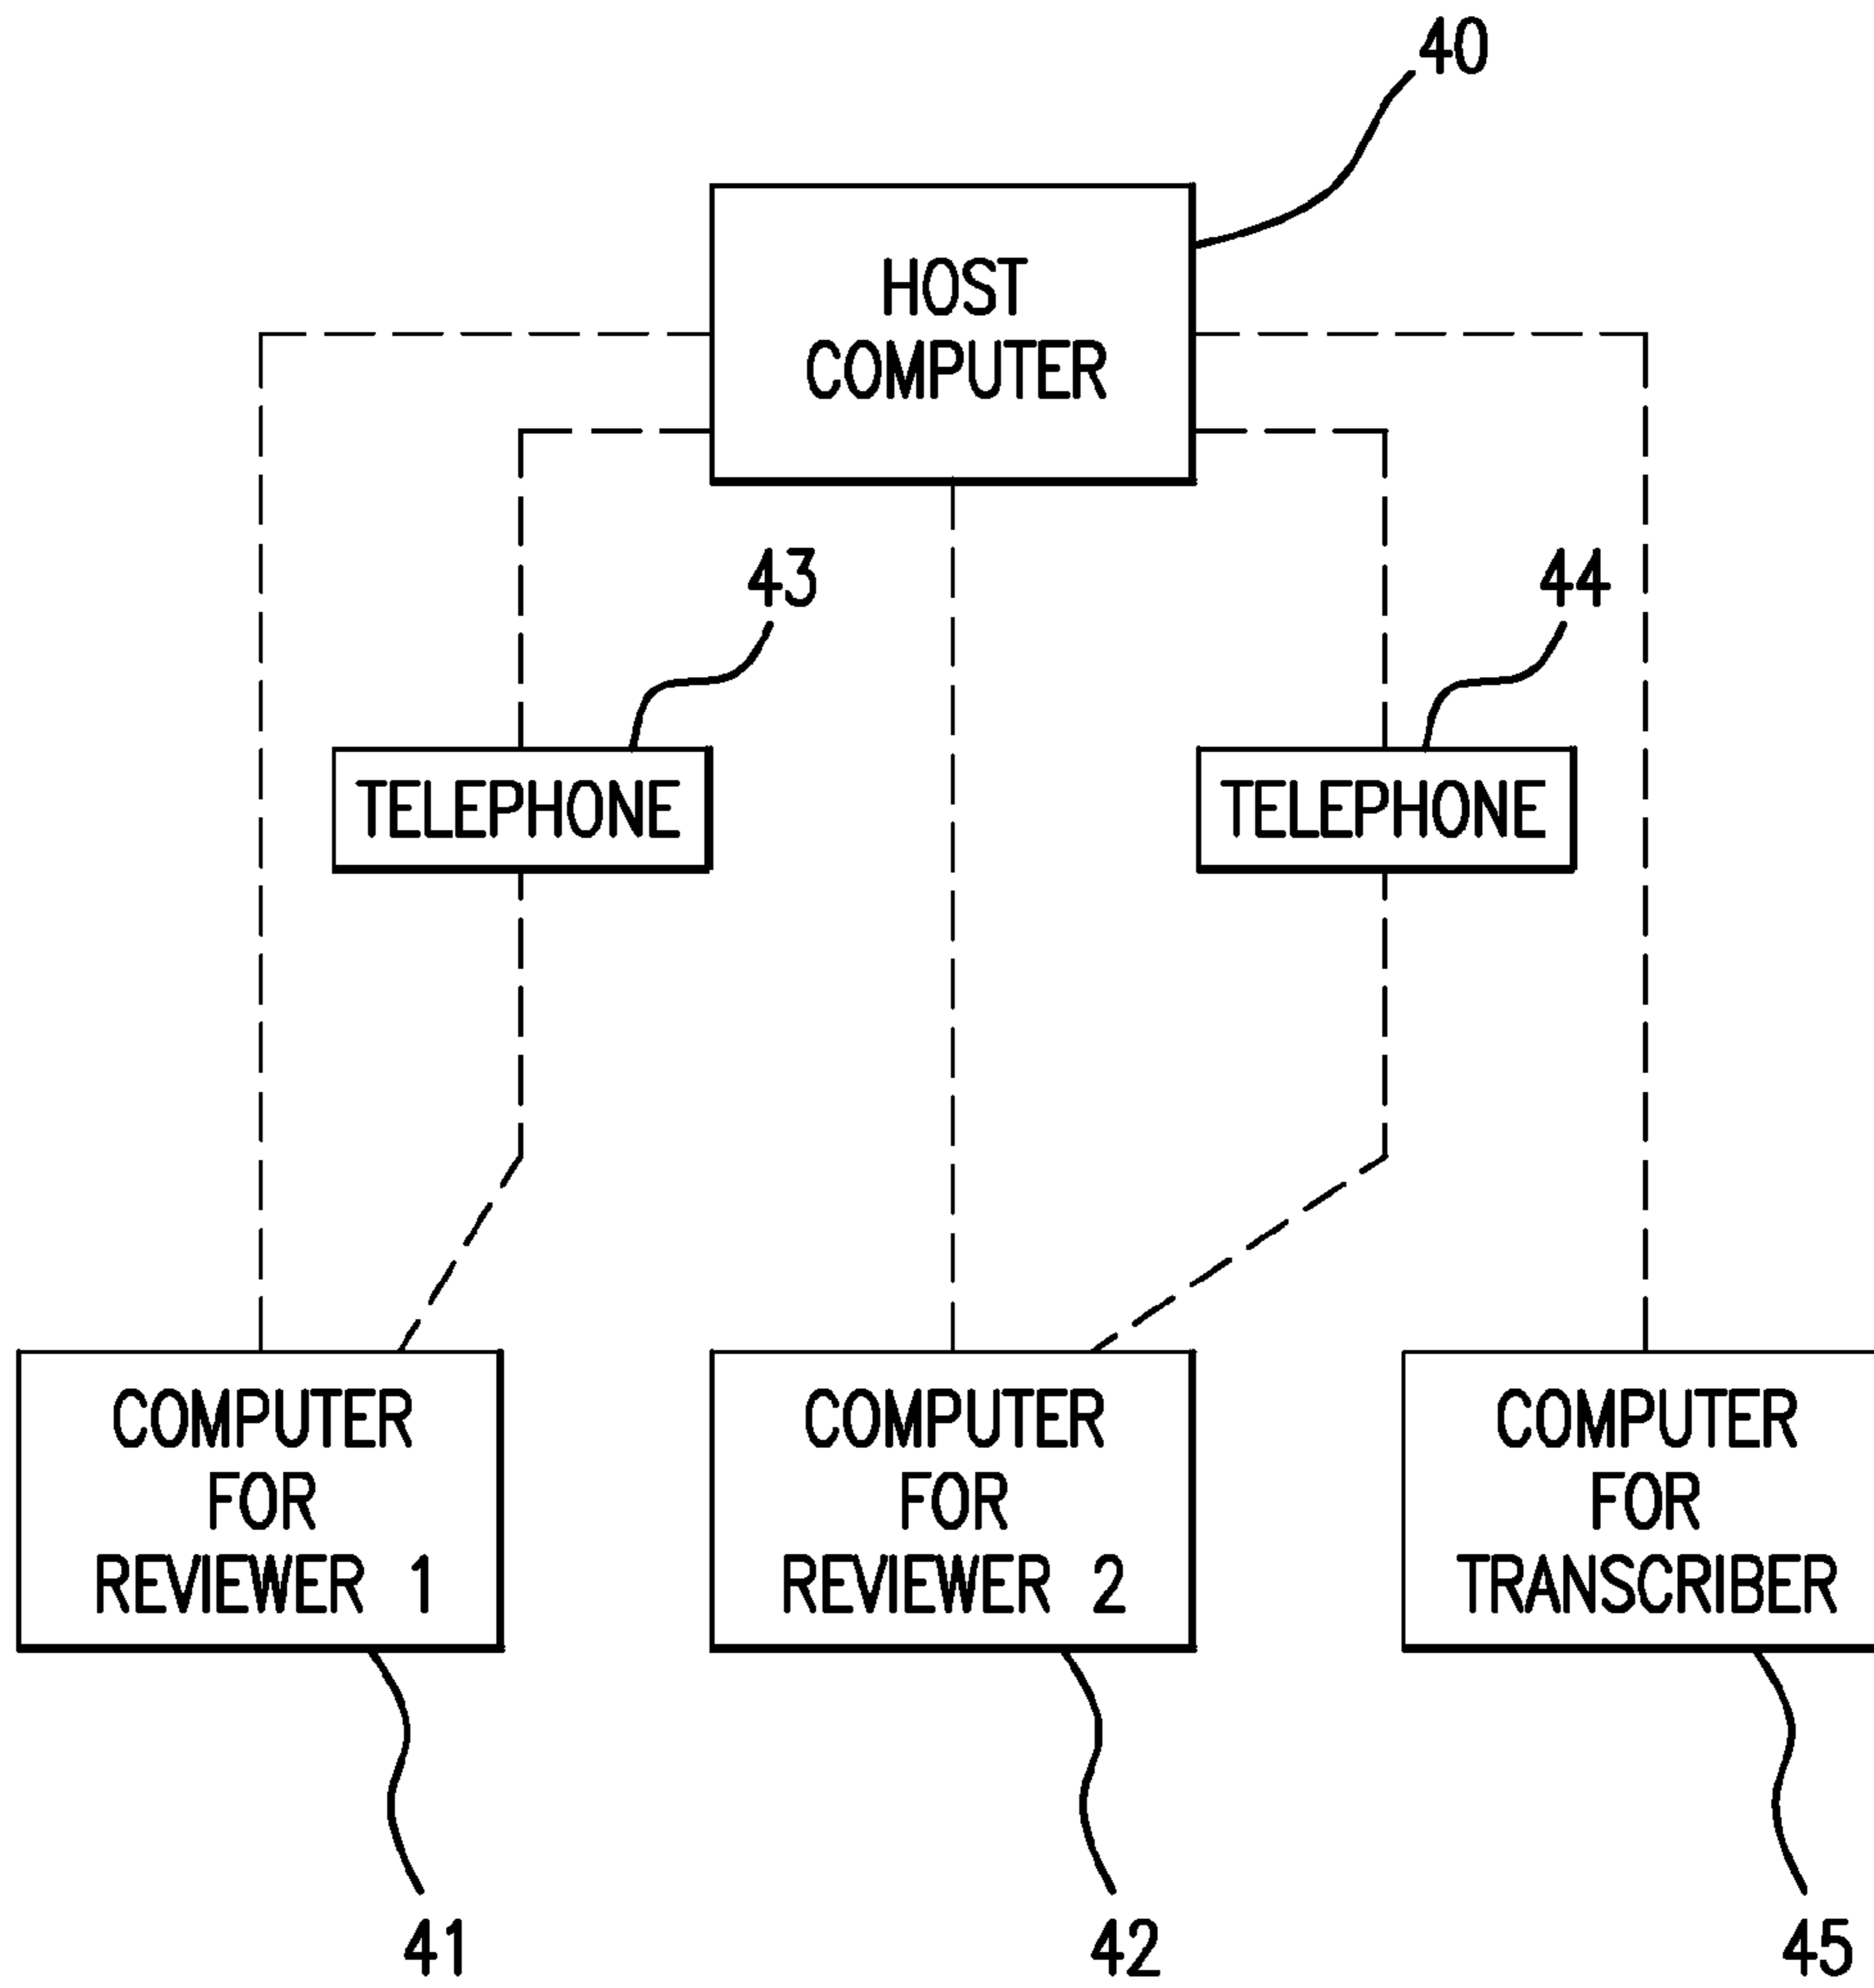 40
HOST
COMPUTER
43
44
TELEPHONE
TELEPHONE
COMPUTER
FOR
REVIEWER 1
COMPUTER
FOR
REVIEWER 2
COMPUTER
FOR
TRANSCRIBER
41
42
45